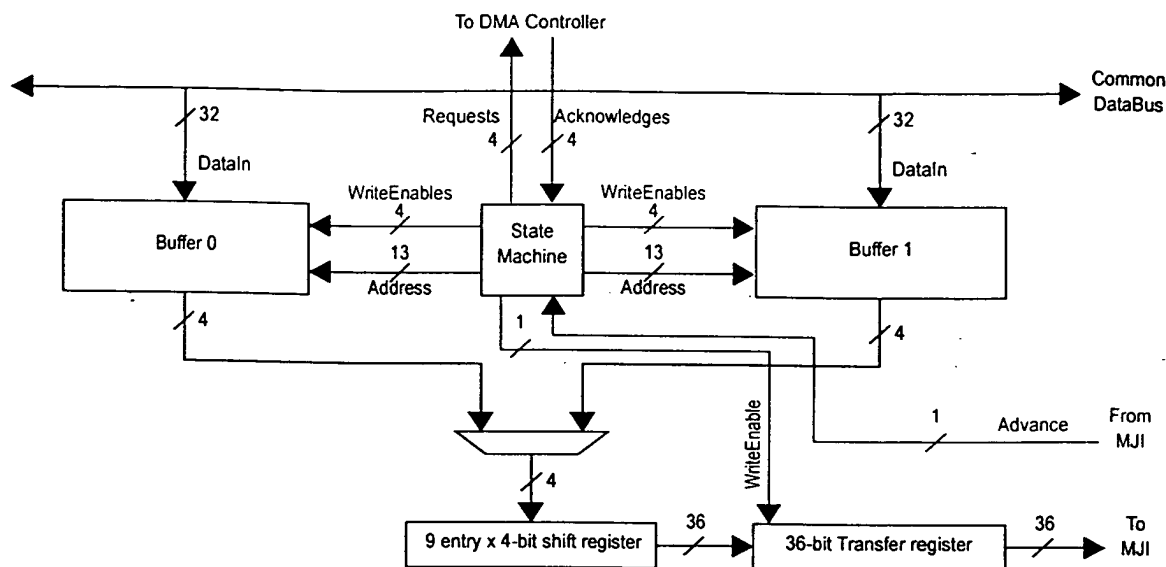 To DMA Controller
Common
DataBus
32
Requests
4
Acknowledges
4
32
DataIn
DataIn
WriteEnables
4
WriteEnables
4
Buffer 0
State
Machine
Buffer 1
13
Address
13
Address
4
1
4
WriteEnable
1
Advance
From
MJI
4
9 entry x 4-bit shift register
36
36-bit Transfer register
36
To
MJI